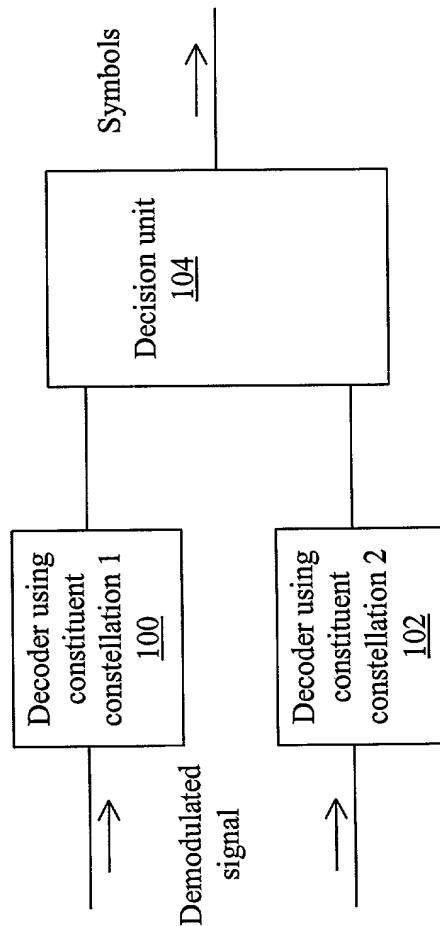 Demodulated
signal
Decoder using
constituent
constellation 1
100
Decoder using
constituent
constellation 2
102
Decision unit
104
Symbols